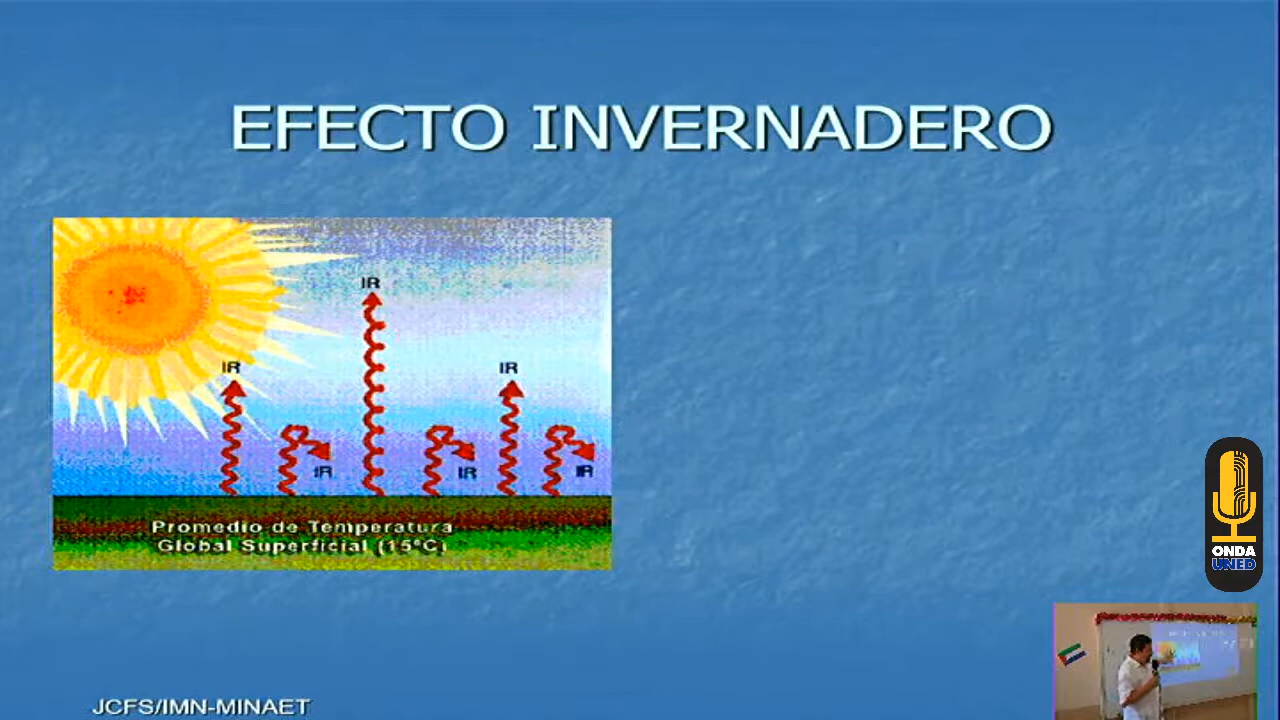 EFECTO INVERNADERO
IR
IR
IR
IR
IR
IR
Promedio de Temperatura
Global Superficial (15°C)
ONDA
UNED
JCFS/IMN-MINAET